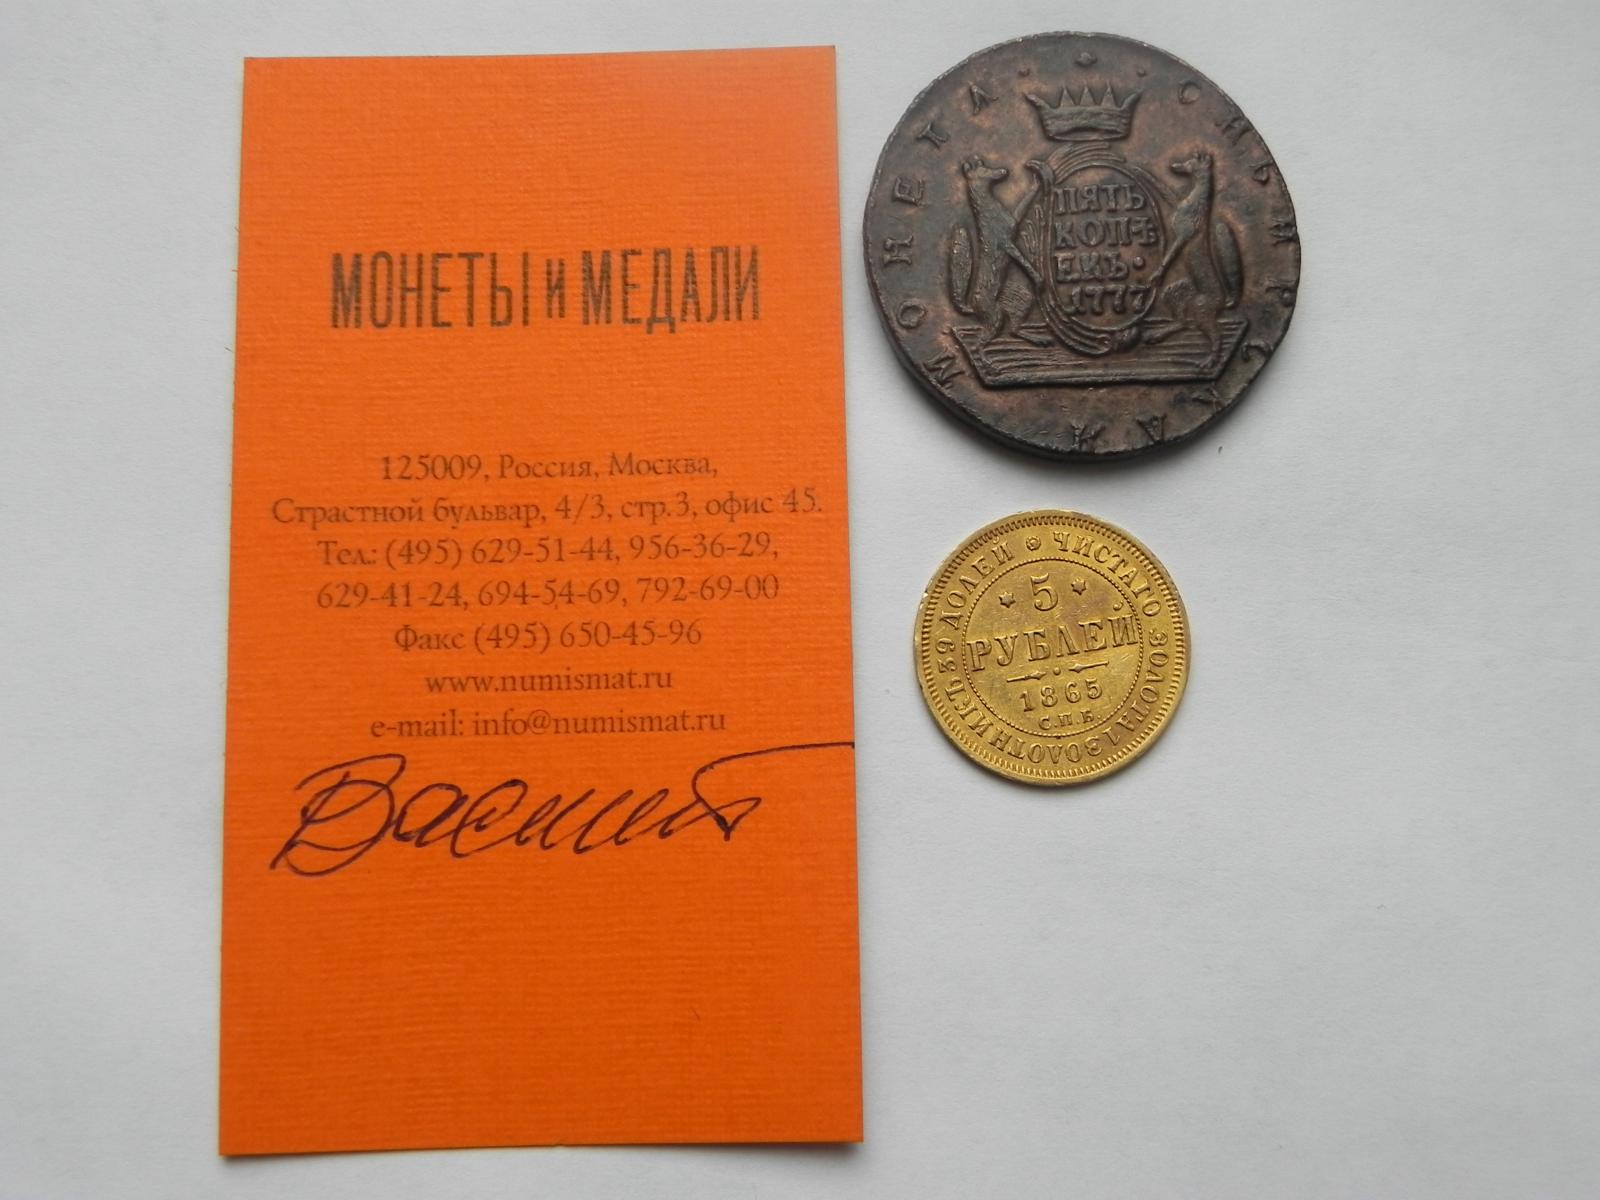 МОНЕТЫ И МЕДАЛИ
125009, Россия, Москва,
Страстной бульвар, 4/3, стр.3, офис 45.
Тел.: (495) 629-51-44, 956-36-29,
629-41-24, 694-54-69, 792-69-00
Факс (495) 650-45-96
www.numismat.ru
e-mail: info@numismat.ru
МОНЕТА СИБИРСКАЯ
ПЯТЬ
КОПѢ
ЕКЪ
1777
ЧИСТАГО ЗОЛОТА 1 ЗОЛОТНИКЪ 39 ДОЛЕЙ
5
РУБЛЕЙ
1865
С.П.Б.